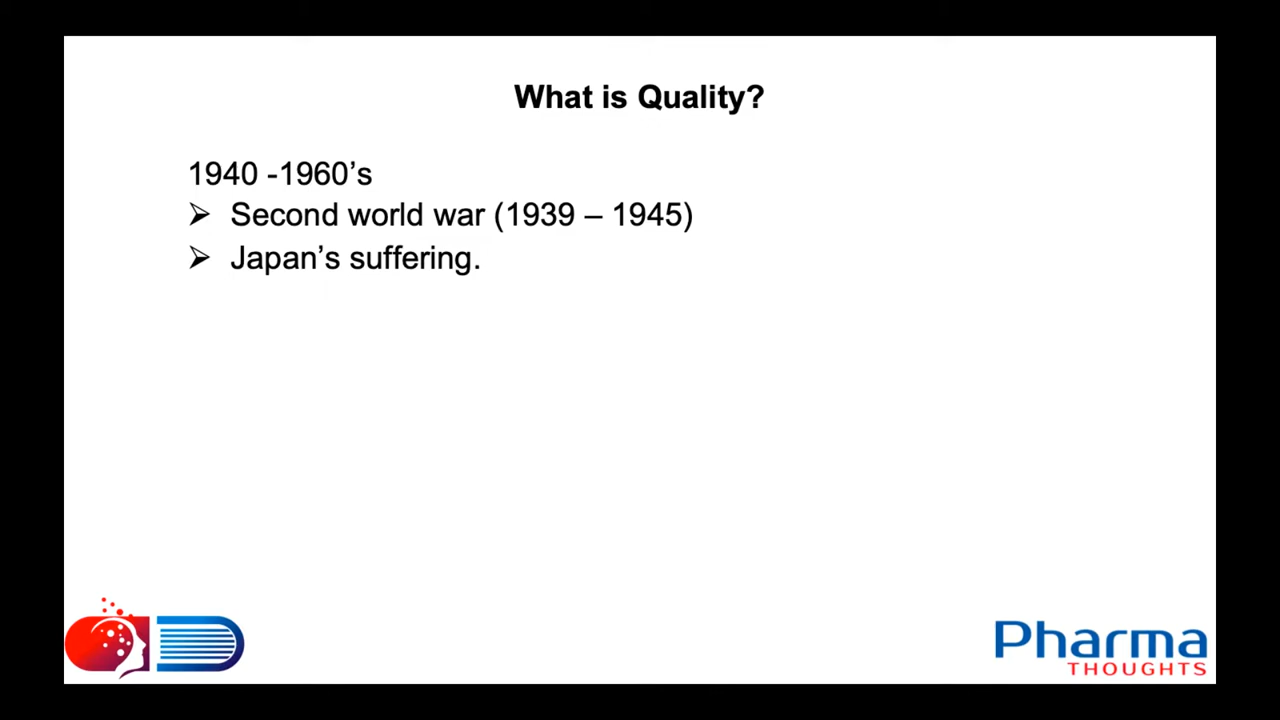 What is Quality?
1940 -1960’s
➢ Second world war (1939 – 1945)
➢ Japan’s suffering.
Pharma
THOUGHTS